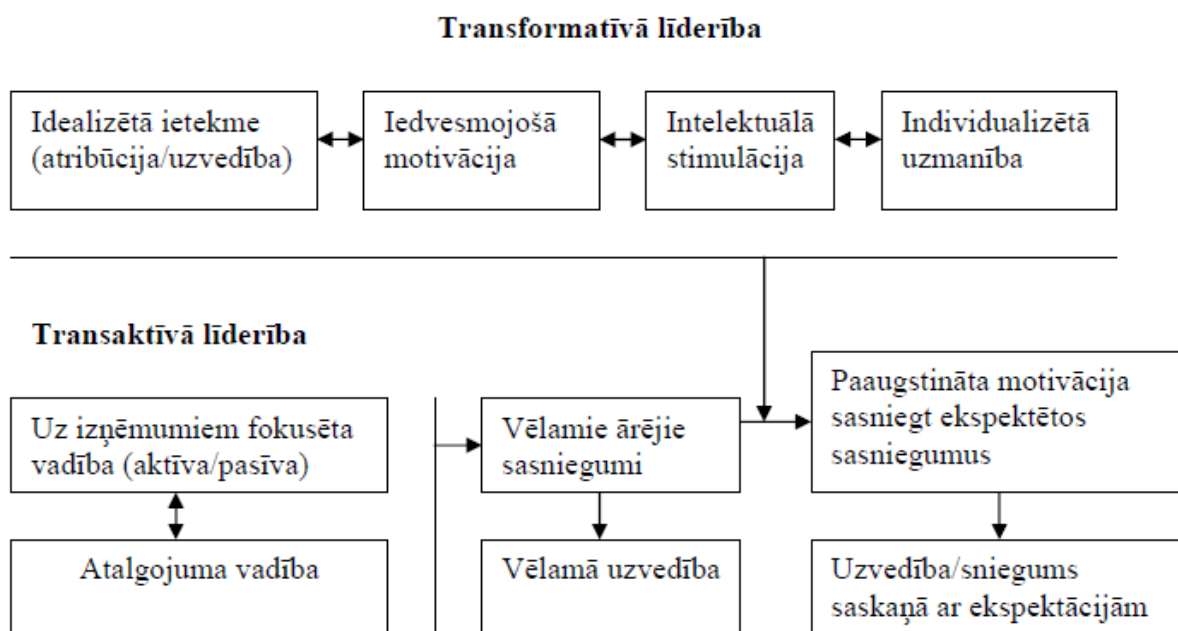 Transformatīvā līderība
Idealizētā ietekme
(atribūcija/uzvedība)
Iedvesmojošā
motivācija
Intelektuālā
stimulācija
Individualizētā
uzmanība
Transaktīvā līderība
Uz izņēmumiem fokusēta
vadība (aktīva/pasīva)
Vēlamie ārējie
sasniegumi
Paaugstināta motivācija
sasniegt ekspektētos
sasniegumus
Atalgojuma vadība
Vēlamā uzvedība
Uzvedība/sniegums
saskaņā ar ekspektācijām